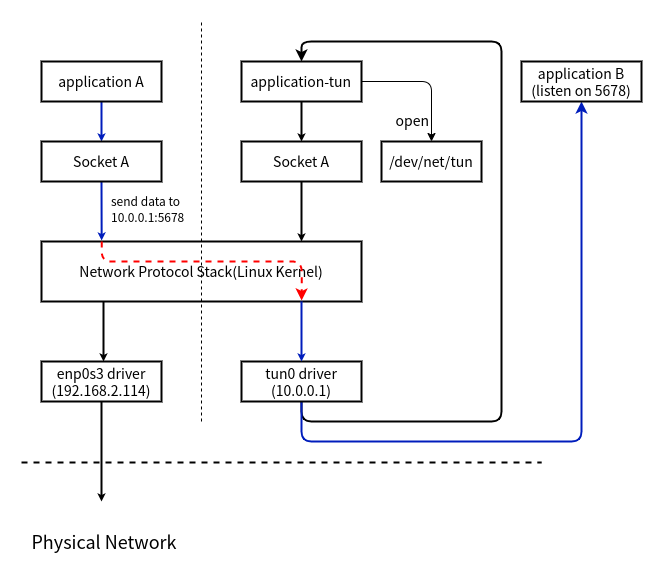 application A
application-tun
application B
(listen on 5678)
open
Socket A
Socket A
/dev/net/tun
send data to
10.0.0.1:5678
Network Protocol Stack(Linux Kernel)
enp0s3 driver
(192.168.2.114)
tun0 driver
(10.0.0.1)
Physical Network